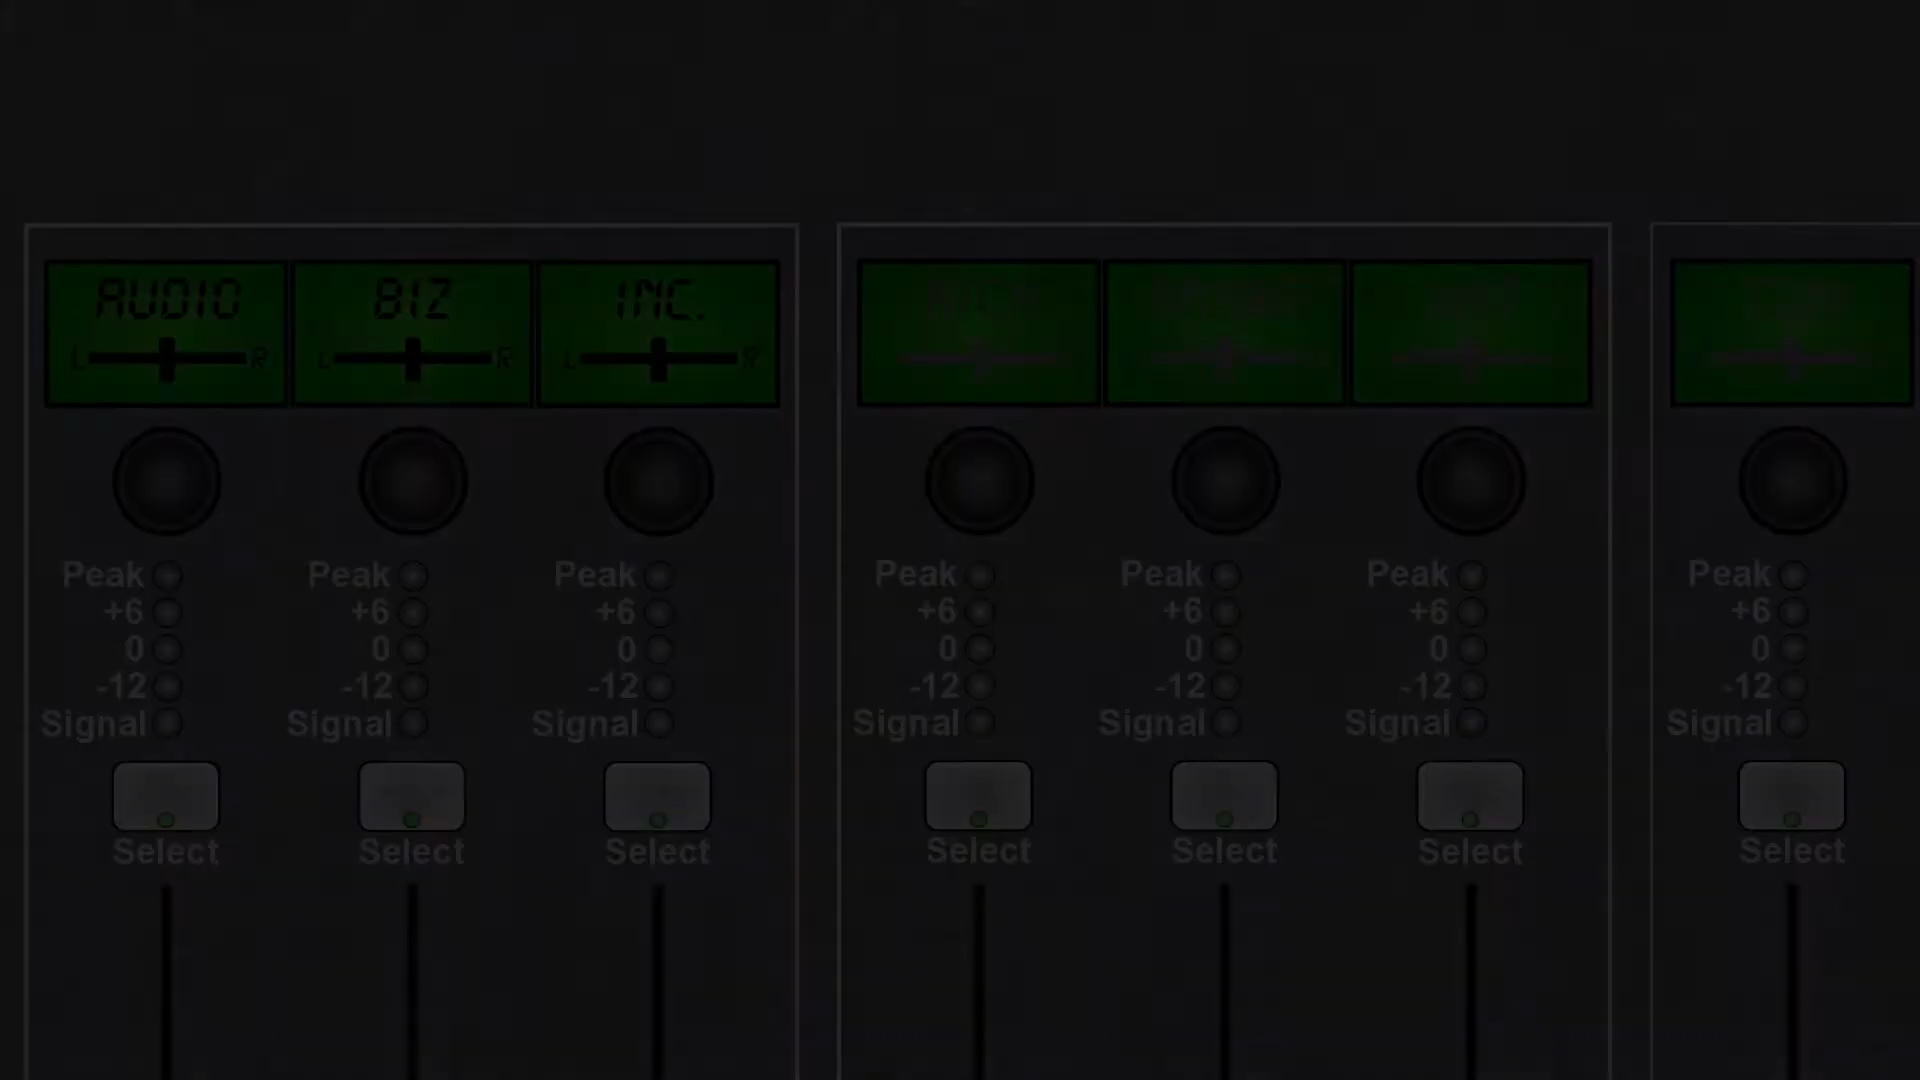 AUDIO BIZ INC.
L R L R L R
Peak Peak Peak Peak Peak Peak Peak
+6 +6 +6 +6 +6 +6 +6
0 0 0 0 0 0 0
-12 -12 -12 -12 -12 -12 -12
Signal Signal Signal Signal Signal Signal Signal
Select Select Select Select Select Select Select